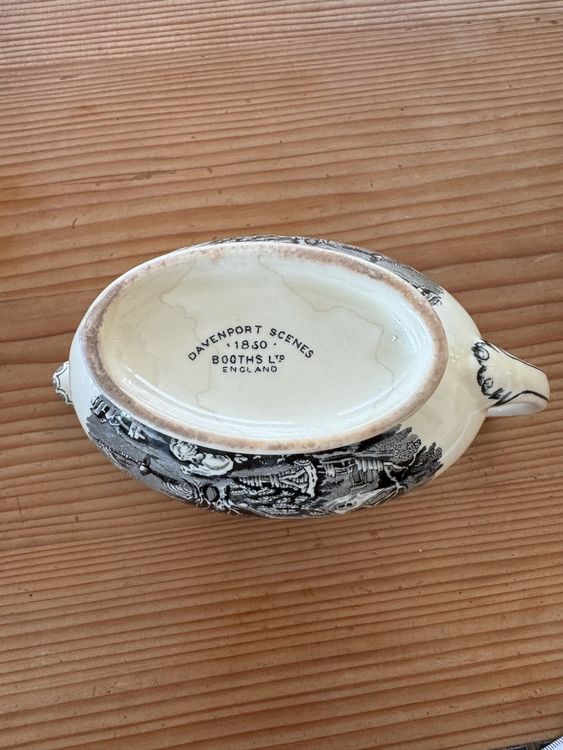 DAVENPORT SCENES
· 1850 ·
BOOTHS LTD
ENGLAND